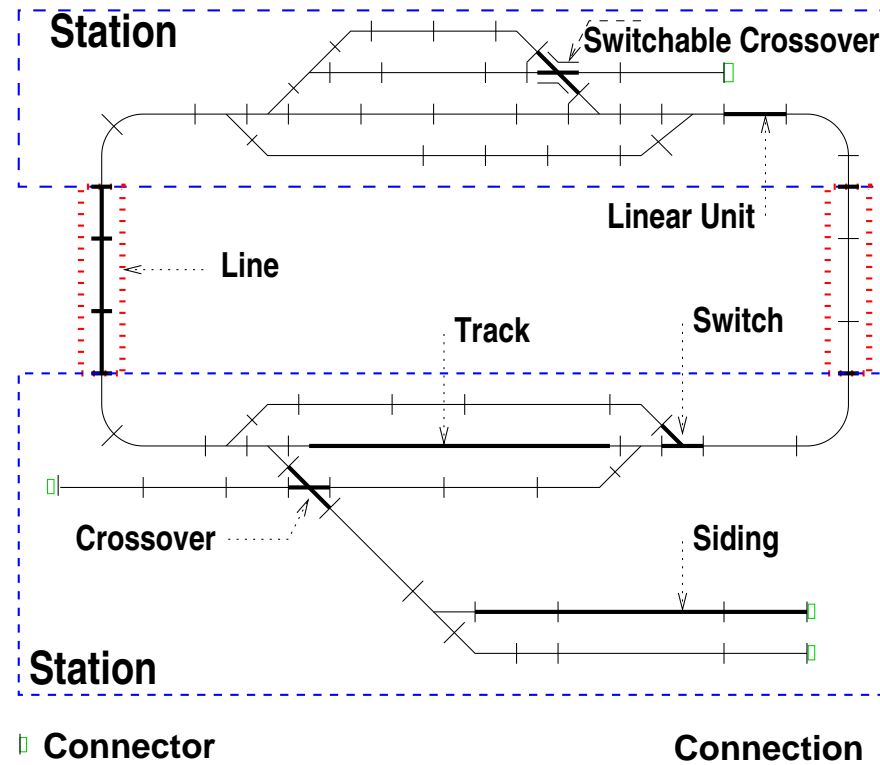 Station
Switchable Crossover
Linear Unit
Line
Track
Switch
Crossover
Siding
Station
Connector
Connection